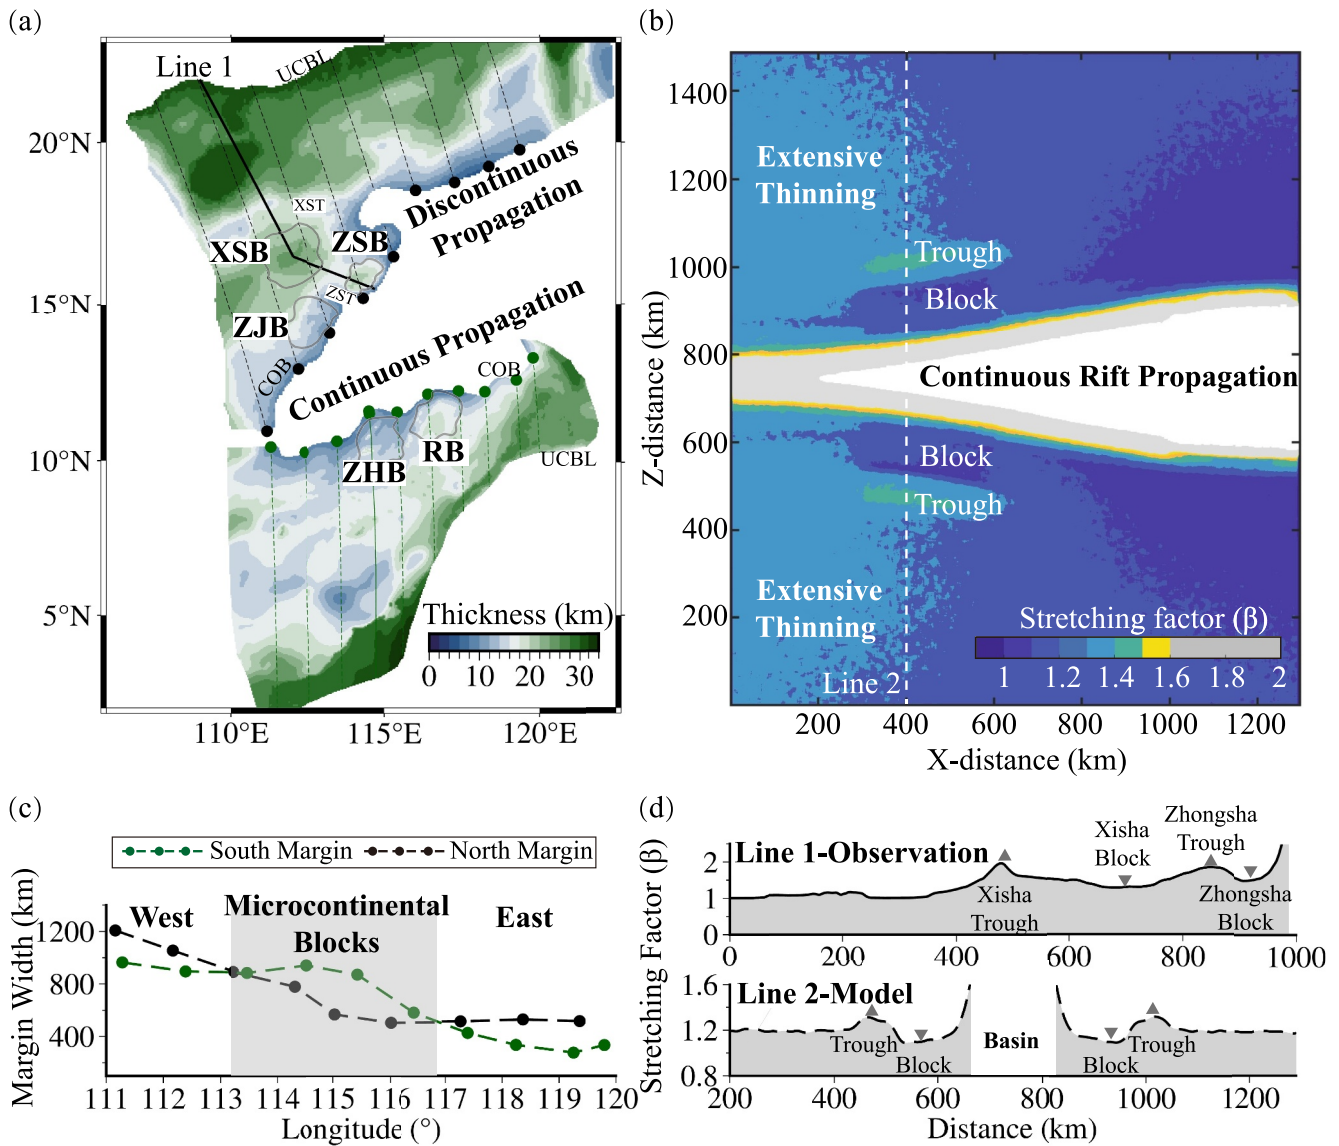 (a)
Line 1
UCBL
20°N
15°N
10°N
5°N
XST
XSB
ZSB
ZST
ZJB
COB
Discontinuous
Propagation
Continuous Propagation
COB
ZHB
RB
UCBL
Thickness (km)
0 10 20 30
110°E 115°E 120°E
(b)
Z-distance (km)
1400
1200
1000
800
600
400
200
Extensive
Thinning
Trough
Block
Continuous Rift Propagation
Block
Trough
Extensive
Thinning
Line 2
Stretching factor (β)
1 1.2 1.4 1.6 1.8 2
200 400 600 800 1000 1200
X-distance (km)
(c)
South Margin North Margin
Margin Width (km)
1200
800
400
West
Microcontinental
Blocks
East
111 112 113 114 115 116 117 118 119 120
Longitude (°)
(d)
Stretching Factor (β)
2
1
0
Line 1-Observation
Xisha
Trough
Xisha
Block
Zhongsha
Trough
Zhongsha
Block
0 200 400 600 800 1000
1.6
1.2
0.8
Line 2-Model
Trough
Block
Basin
Block
Trough
200 400 600 800 1000 1200
Distance (km)